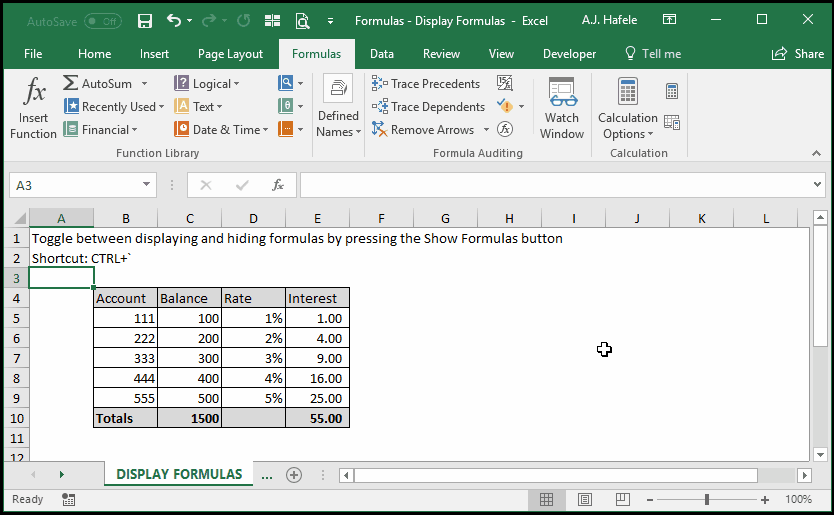 AutoSave Off Formulas - Display Formulas - Excel A.J. Hafele
File Home Insert Page Layout Formulas Data Review View Developer Tell me Share
fx AutoSum Logical Trace Precedents
Insert Function Recently Used Text Defined Names Trace Dependents Watch Window Calculation Options
Financial Date & Time Remove Arrows fx
Function Library Formula Auditing Calculation
A3 fx
A B C D E F G H I J K L
1 Toggle between displaying and hiding formulas by pressing the Show Formulas button
2 Shortcut: CTRL+`
3
4 Account Balance Rate Interest
5 111 100 1% 1.00
6 222 200 2% 4.00
7 333 300 3% 9.00
8 444 400 4% 16.00
9 555 500 5% 25.00
10 Totals 1500 55.00
11
12
DISPLAY FORMULAS ...
Ready 100%